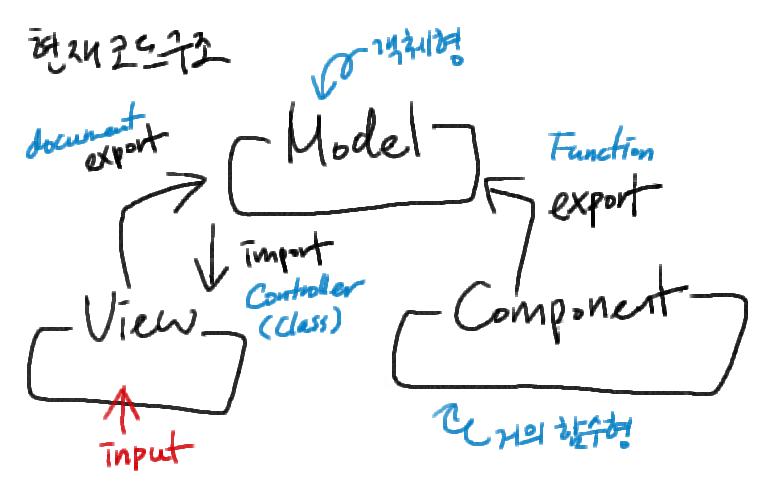 현재 코드구조
객체형
document
export
Model
Function
export
import
Controller
(Class)
View
Component
input
거의 함수형